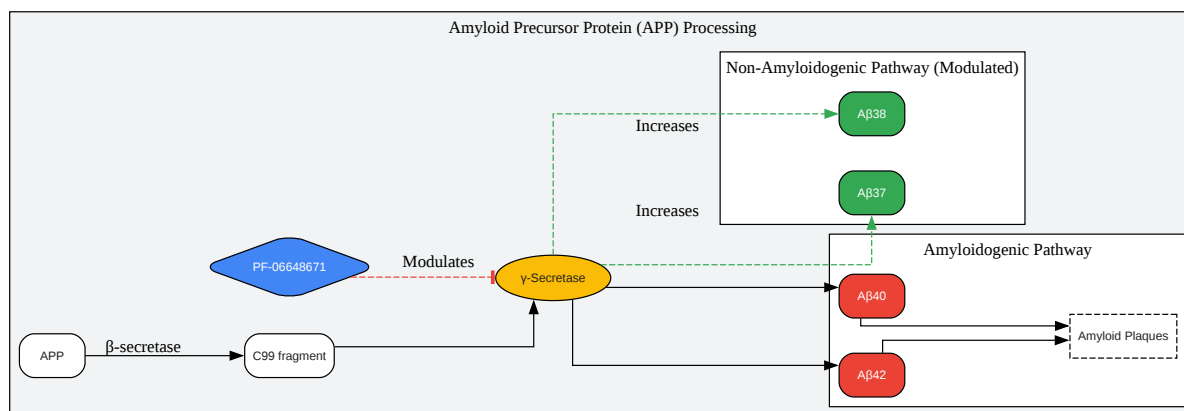 Amyloid Precursor Protein (APP) Processing
Non-Amyloidogenic Pathway (Modulated)
Aβ38
Increases
Aβ37
Increases
Amyloidogenic Pathway
PF-06648671
Modulates
γ-Secretase
Aβ40
Amyloid Plaques
APP
β-secretase
C99 fragment
Aβ42